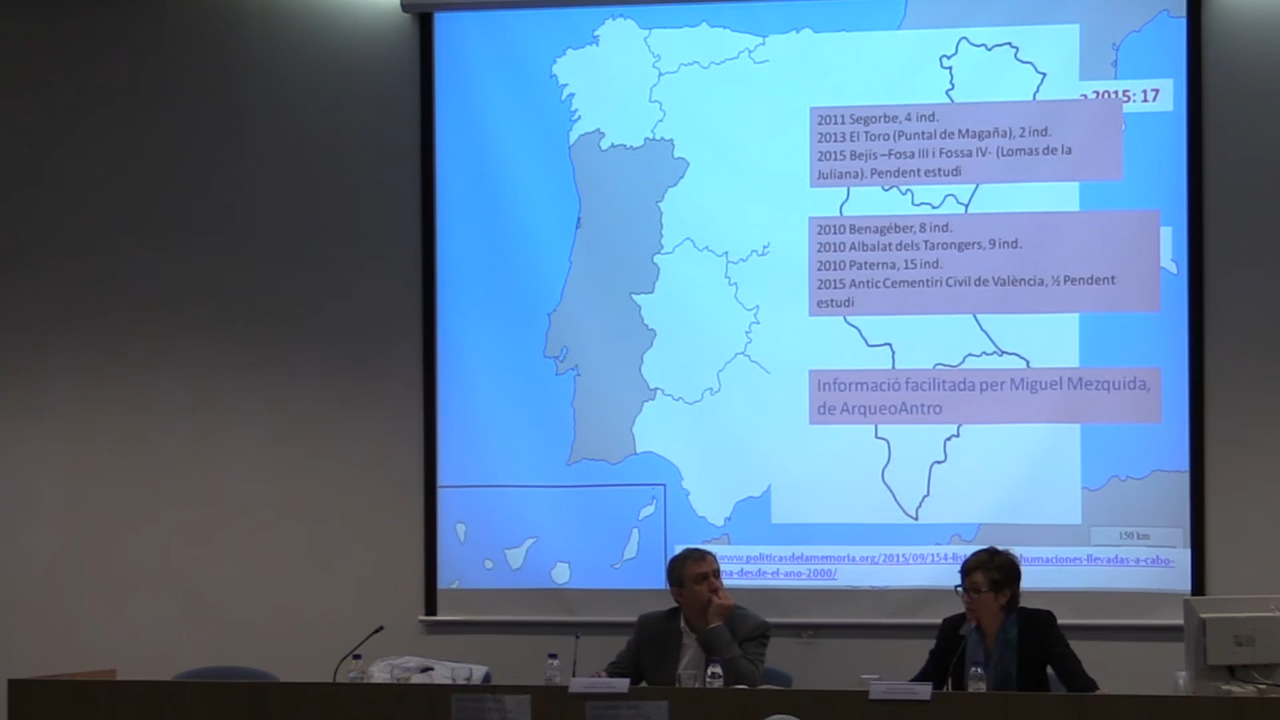 2015: 17
2011 Segorbe, 4 ind.
2013 El Toro (Puntal de Magaña), 2 ind.
2015 Bejís –Fosa III i Fossa IV- (Lomas de la
Juliana). Pendent estudi
2010 Benagéber, 8 ind.
2010 Albalat dels Tarongers, 9 ind.
2010 Paterna, 15 ind.
2015 Antic Cementiri Civil de València, ½ Pendent
estudi
Informació facilitada per Miguel Mezquida,
de ArqueoAntro
150 km
www.politicasdelamemoria.org/2015/09/154-lis humaciones-llevadas-a-cabo-
na-desde-el-ano-2000/